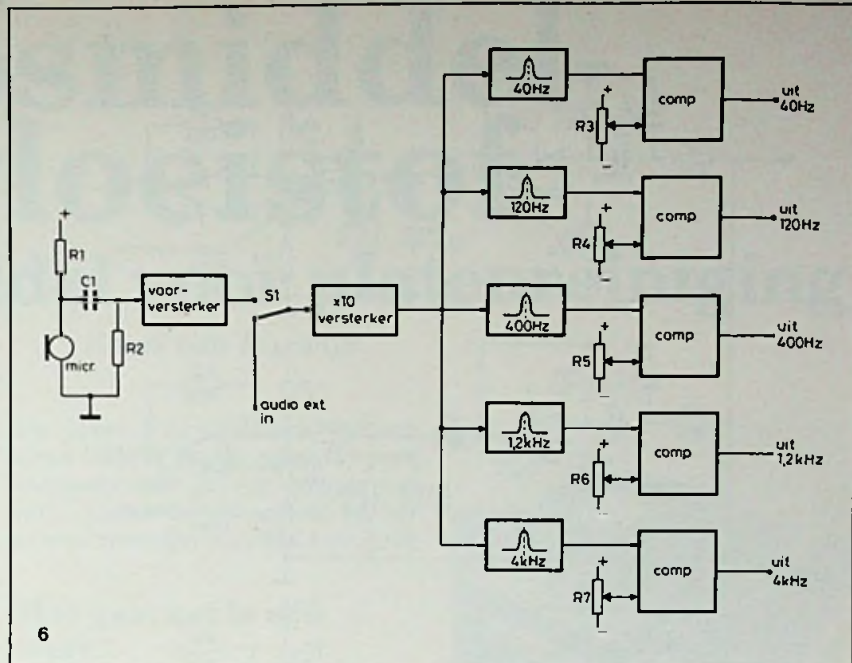 40Hz
+
R3
–
comp
uit
40Hz
120Hz
+
R4
–
comp
uit
120Hz
+
R1
C1
micr.
R2
voor-
versterker
S1
x10
versterker
audio ext.
in
400Hz
+
R5
–
comp
uit
400Hz
1,2kHz
+
R6
–
comp
uit
1,2kHz
4kHz
+
R7
–
comp
uit
4kHz
6